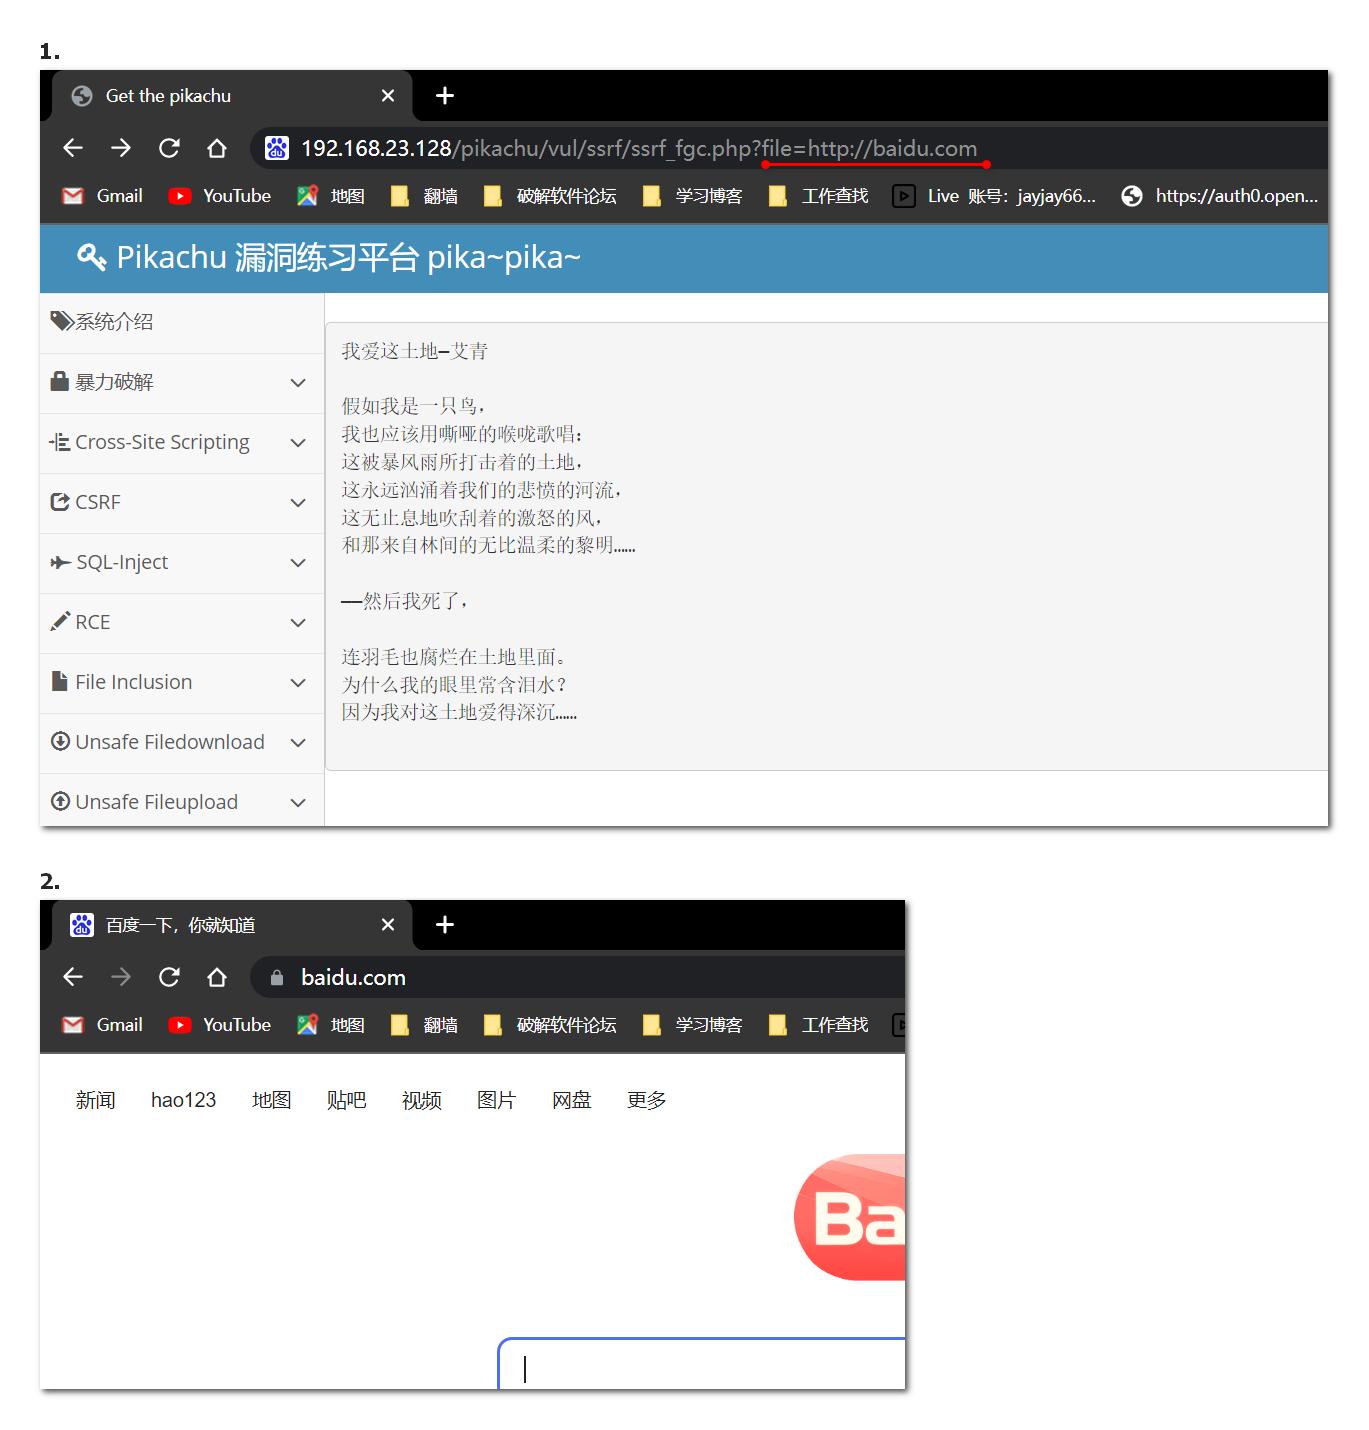 1.
Get the pikachu
192.168.23.128/pikachu/vul/ssrf/ssrf_fgc.php?file=http://baidu.com
Gmail YouTube 地图 翻墙 破解软件论坛 学习博客 工作查找 Live 账号：jayjay66... https://auth0.open...
Pikachu 漏洞练习平台 pika~pika~
系统介绍
暴力破解
Cross-Site Scripting
CSRF
SQL-Inject
RCE
File Inclusion
Unsafe Filedownload
Unsafe Fileupload
我爱这土地—艾青
假如我是一只鸟，
我也应该用嘶哑的喉咙歌唱：
这被暴风雨所打击着的土地，
这永远汹涌着我们的悲愤的河流，
这无止息地吹刮着的激怒的风，
和那来自林间的无比温柔的黎明……
——然后我死了，
连羽毛也腐烂在土地里面。
为什么我的眼里常含泪水？
因为我对这土地爱得深沉……
2.
百度一下，你就知道
baidu.com
Gmail YouTube 地图 翻墙 破解软件论坛 学习博客 工作查找
新闻 hao123 地图 贴吧 视频 图片 网盘 更多
Ba